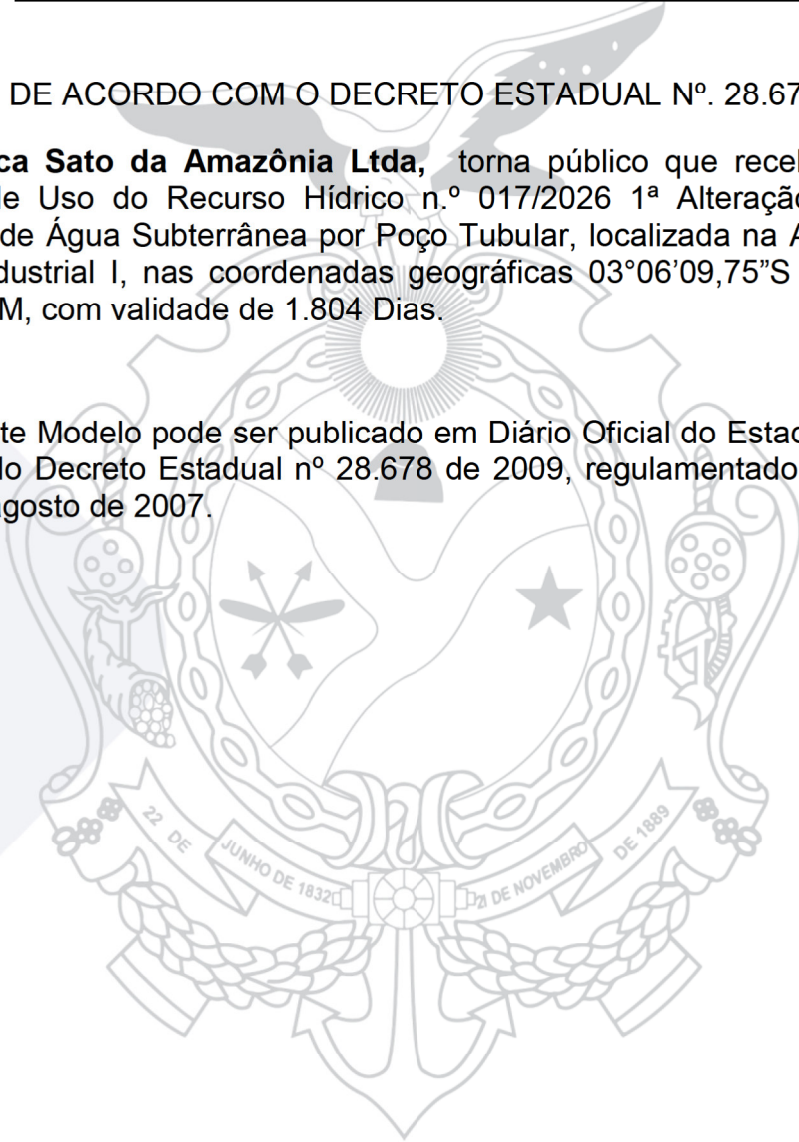 DE ACORDO COM O DECRETO ESTADUAL Nº. 28.67
ca Sato da Amazônia Ltda, torna público que recel
le Uso do Recurso Hídrico n.º 017/2026 1ª Alteração
de Água Subterrânea por Poço Tubular, localizada na A
dustrial I, nas coordenadas geográficas 03°06’09,75”S
M, com validade de 1.804 Dias.
te Modelo pode ser publicado em Diário Oficial do Estad
lo Decreto Estadual nº 28.678 de 2009, regulamentado
agosto de 2007.
22 DE JUNHO DE 1832 21 DE NOVEMBRO DE 1889